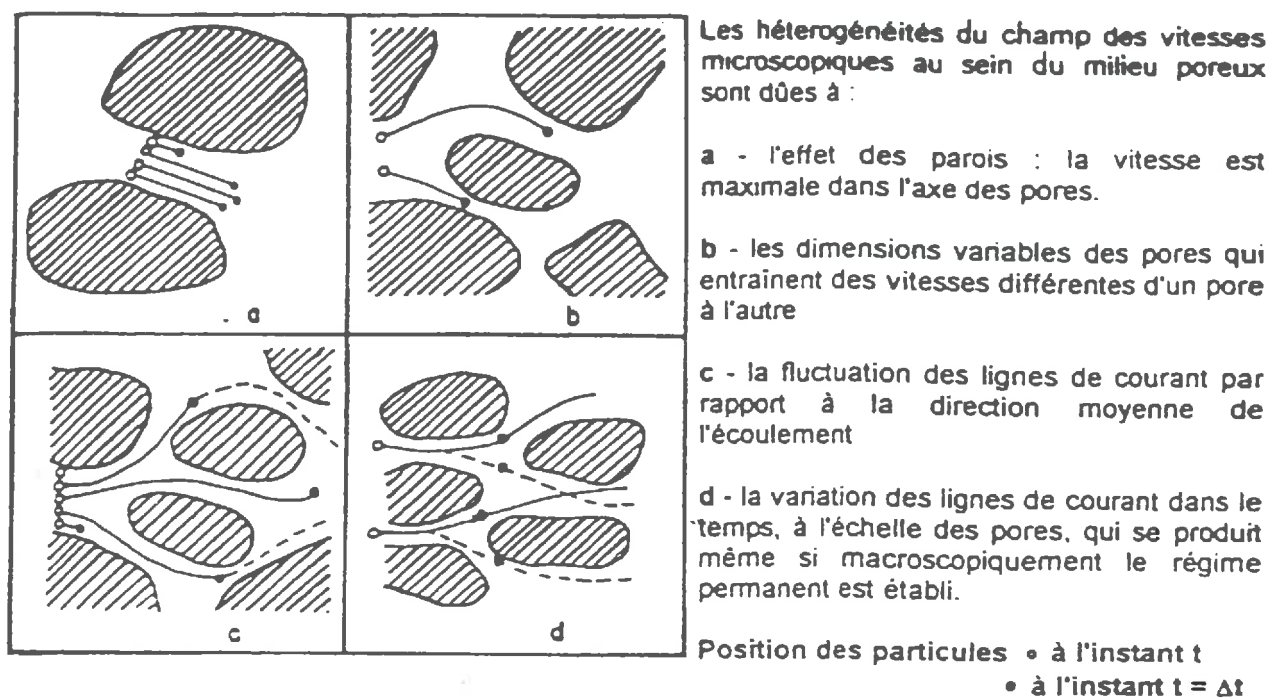 Les hétérogénéités du champ des vitesses
microscopiques au sein du milieu poreux
sont dûes à :
a - l'effet des parois : la vitesse est
maximale dans l'axe des pores.
b - les dimensions variables des pores qui
entraînent des vitesses différentes d'un pore
à l'autre
c - la fluctuation des lignes de courant par
rapport à la direction moyenne de
l'écoulement
d - la variation des lignes de courant dans le
temps, à l'échelle des pores, qui se produit
même si macroscopiquement le régime
permanent est établi.
Position des particules ∘ à l'instant t
• à l'instant t = Δt
a
b
c
d